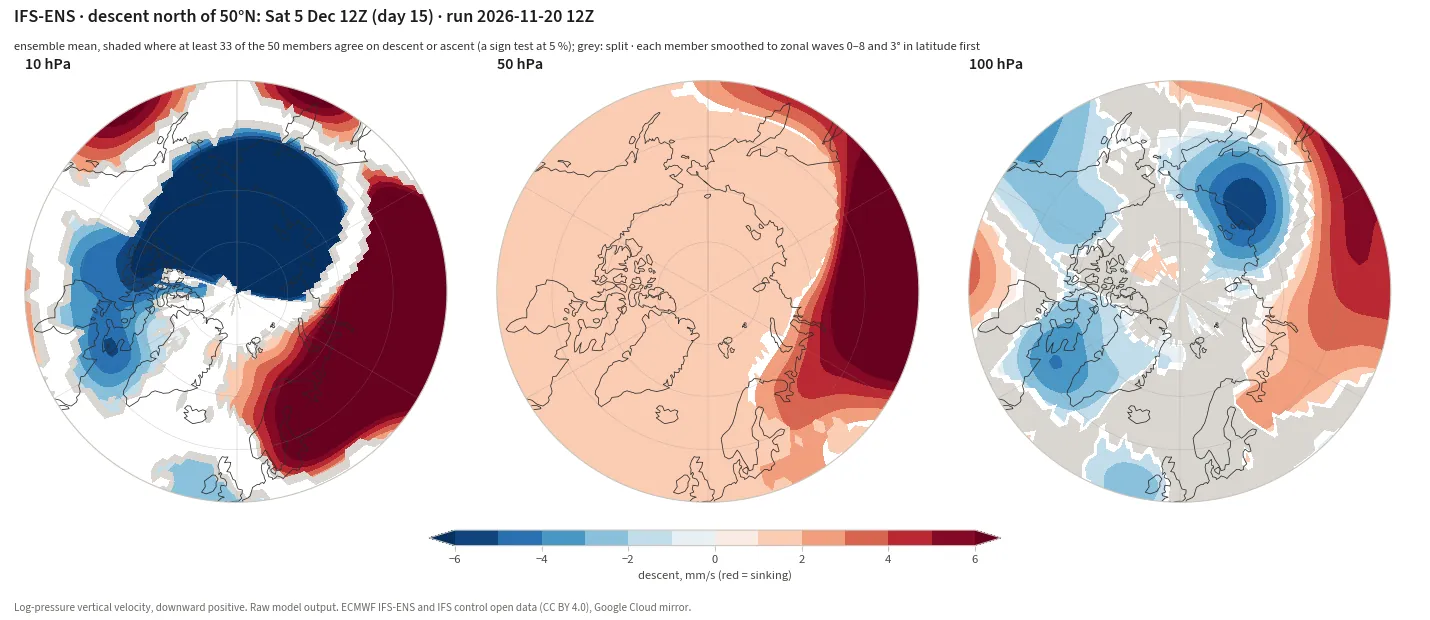 IFS-ENS · descent north of 50°N: Sat 5 Dec 12Z (day 15) · run 2026-11-20 12Z
ensemble mean, shaded where at least 33 of the 50 members agree on descent or ascent (a sign test at 5 %); grey: split · each member smoothed to zonal waves 0–8 and 3° in latitude first
10 hPa
50 hPa
100 hPa
−6 −4 −2 0 2 4 6
descent, mm/s (red = sinking)
Log-pressure vertical velocity, downward positive. Raw model output. ECMWF IFS-ENS and IFS control open data (CC BY 4.0), Google Cloud mirror.